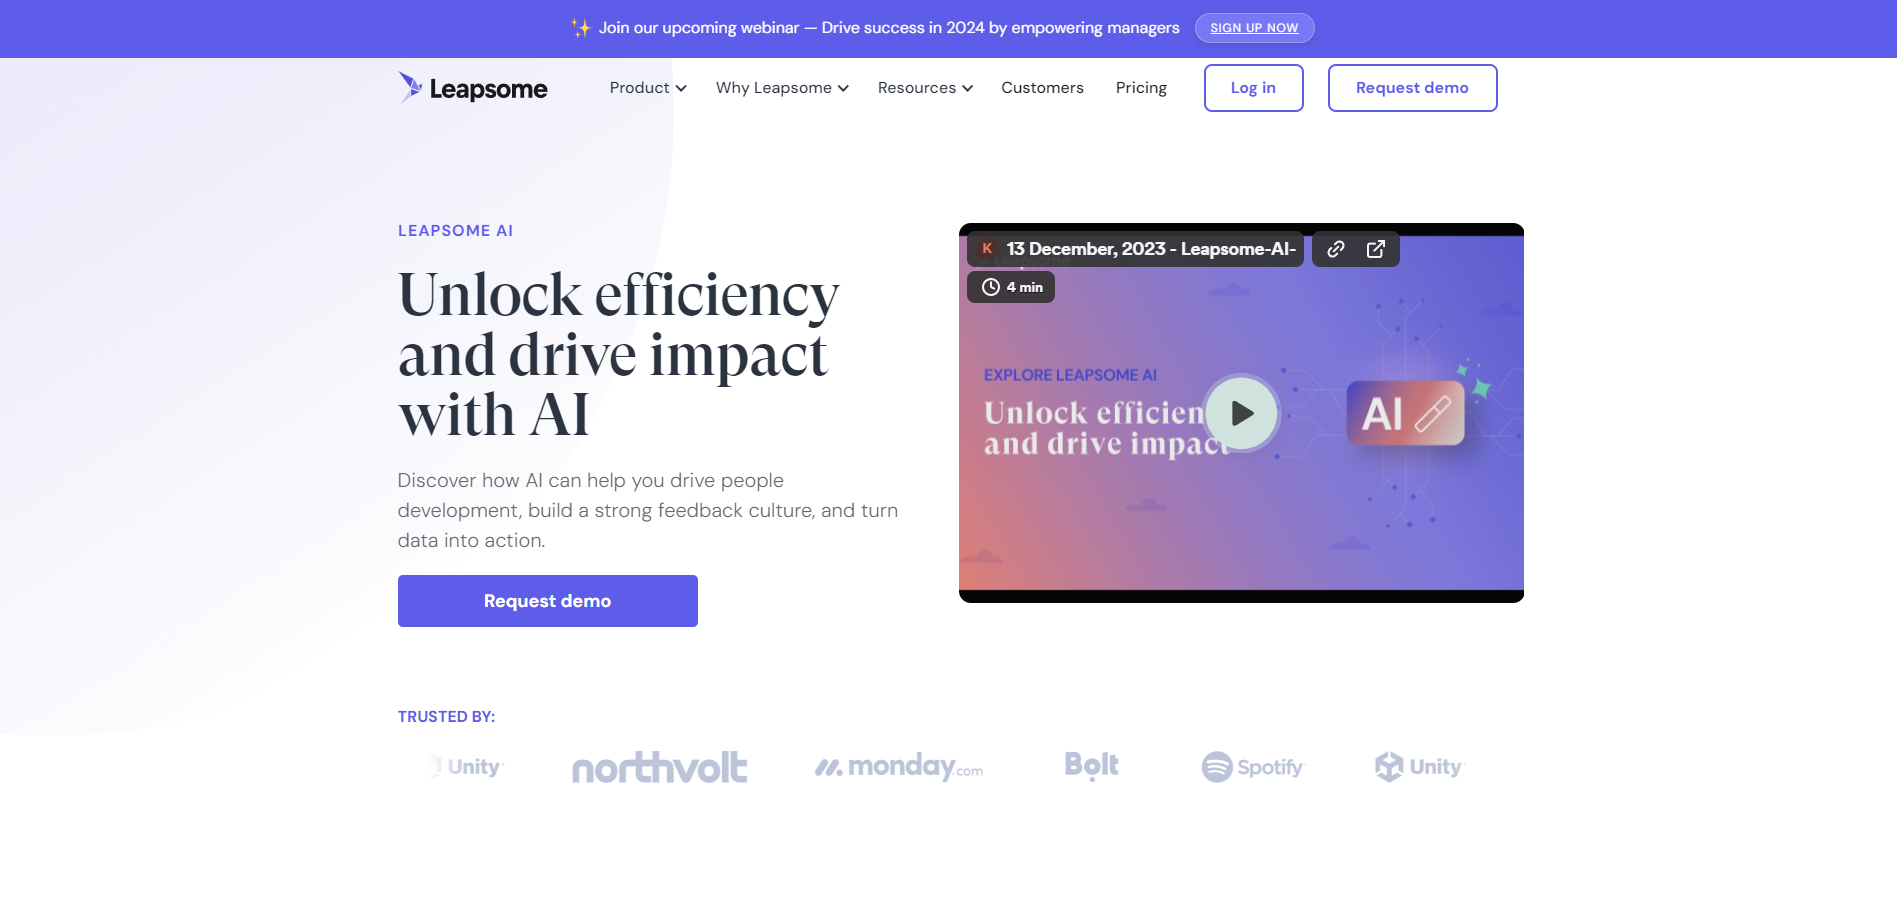 ✨ Join our upcoming webinar — Drive success in 2024 by empowering managers SIGN UP NOW
Leapsome Product Why Leapsome Resources Customers Pricing Log in Request demo
LEAPSOME AI
Unlock efficiency
and drive impact
with AI
Discover how AI can help you drive people
development, build a strong feedback culture, and turn
data into action.
Request demo
K 13 December, 2023 - Leapsome-AI-
4 min
EXPLORE LEAPSOME AI
Unlock efficien
and drive impact
AI
TRUSTED BY:
Unity northvolt monday.com Bolt Spotify Unity